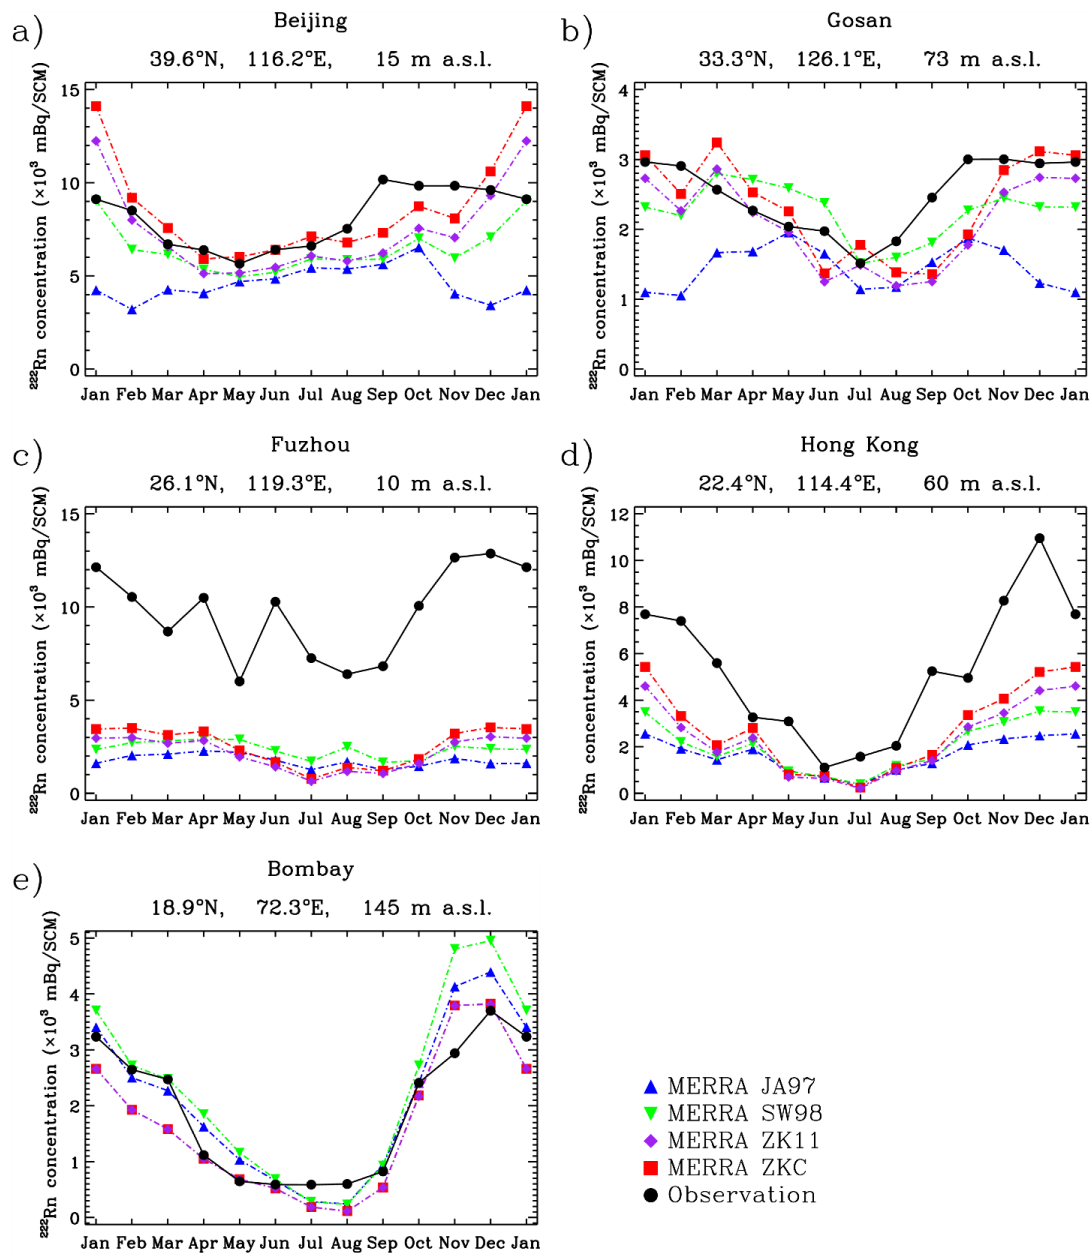 a)
Beijing
39.6°N, 116.2°E, 15 m a.s.l.
²²²Rn concentration (×10³ mBq/SCM)
15
10
5
0
Jan Feb Mar Apr May Jun Jul Aug Sep Oct Nov Dec Jan
b)
Gosan
33.3°N, 126.1°E, 73 m a.s.l.
²²²Rn concentration (×10³ mBq/SCM)
4
3
2
1
0
Jan Feb Mar Apr May Jun Jul Aug Sep Oct Nov Dec Jan
c)
Fuzhou
26.1°N, 119.3°E, 10 m a.s.l.
²²²Rn concentration (×10³ mBq/SCM)
15
10
5
0
Jan Feb Mar Apr May Jun Jul Aug Sep Oct Nov Dec Jan
d)
Hong Kong
22.4°N, 114.4°E, 60 m a.s.l.
²²²Rn concentration (×10³ mBq/SCM)
12
10
8
6
4
2
0
Jan Feb Mar Apr May Jun Jul Aug Sep Oct Nov Dec Jan
e)
Bombay
18.9°N, 72.3°E, 145 m a.s.l.
²²²Rn concentration (×10³ mBq/SCM)
5
4
3
2
1
0
Jan Feb Mar Apr May Jun Jul Aug Sep Oct Nov Dec Jan
MERRA JA97
MERRA SW98
MERRA ZK11
MERRA ZKC
Observation